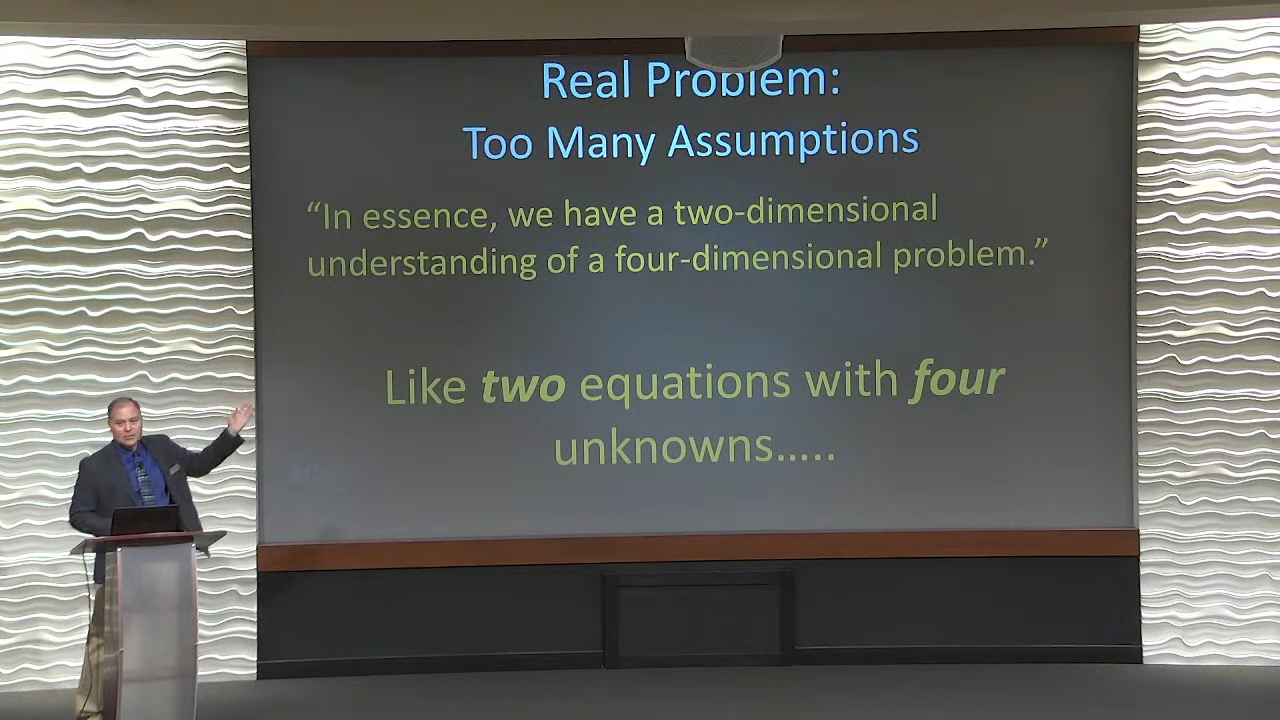 Real Problem:
Too Many Assumptions
“In essence, we have a two-dimensional
understanding of a four-dimensional problem.”
Like two equations with four
unknowns…..